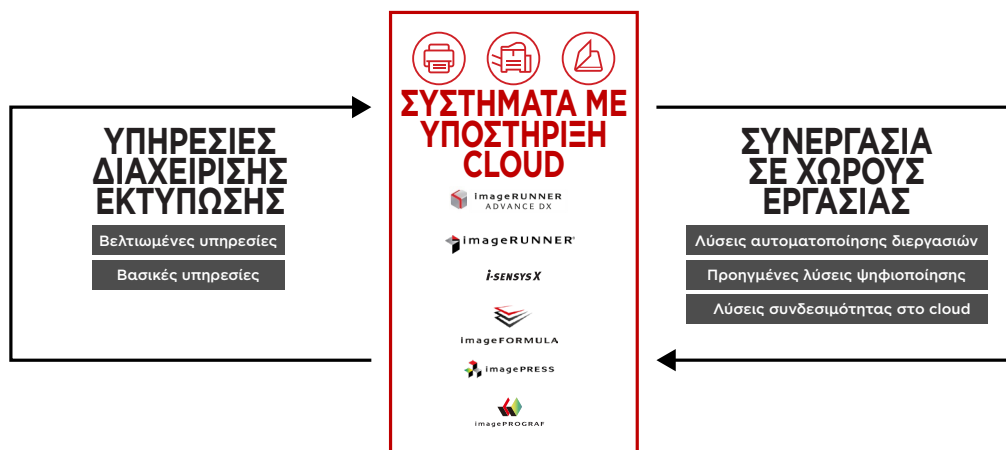 ΥΠΗΡΕΣΙΕΣ
ΔΙΑΧΕΙΡΙΣΗΣ
ΕΚΤΥΠΩΣΗΣ
Βελτιωμένες υπηρεσίες
Βασικές υπηρεσίες
ΣΥΣΤΗΜΑΤΑ ΜΕ
ΥΠΟΣΤΗΡΙΞΗ
CLOUD
imageRUNNER
ADVANCE DX
imageRUNNER®
i-SENSYS X
imageFORMULA
imagePRESS
imagePROGRAF
ΣΥΝΕΡΓΑΣΙΑ
ΣΕ ΧΩΡΟΥΣ
ΕΡΓΑΣΙΑΣ
Λύσεις αυτοματοποίησης διεργασιών
Προηγμένες λύσεις ψηφιοποίησης
Λύσεις συνδεσιμότητας στο cloud